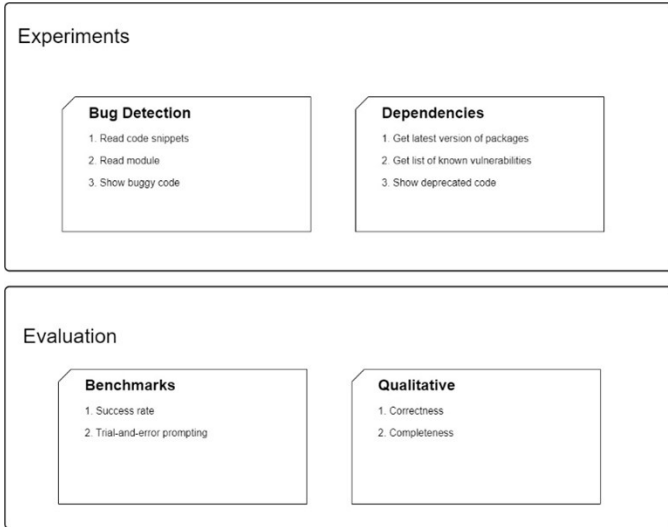 Experiments
Bug Detection
1. Read code snippets
2. Read module
3. Show buggy code
Dependencies
1. Get latest version of packages
2. Get list of known vulnerabilities
3. Show deprecated code
Evaluation
Benchmarks
1. Success rate
2. Trial-and-error prompting
Qualitative
1. Correctness
2. Completeness